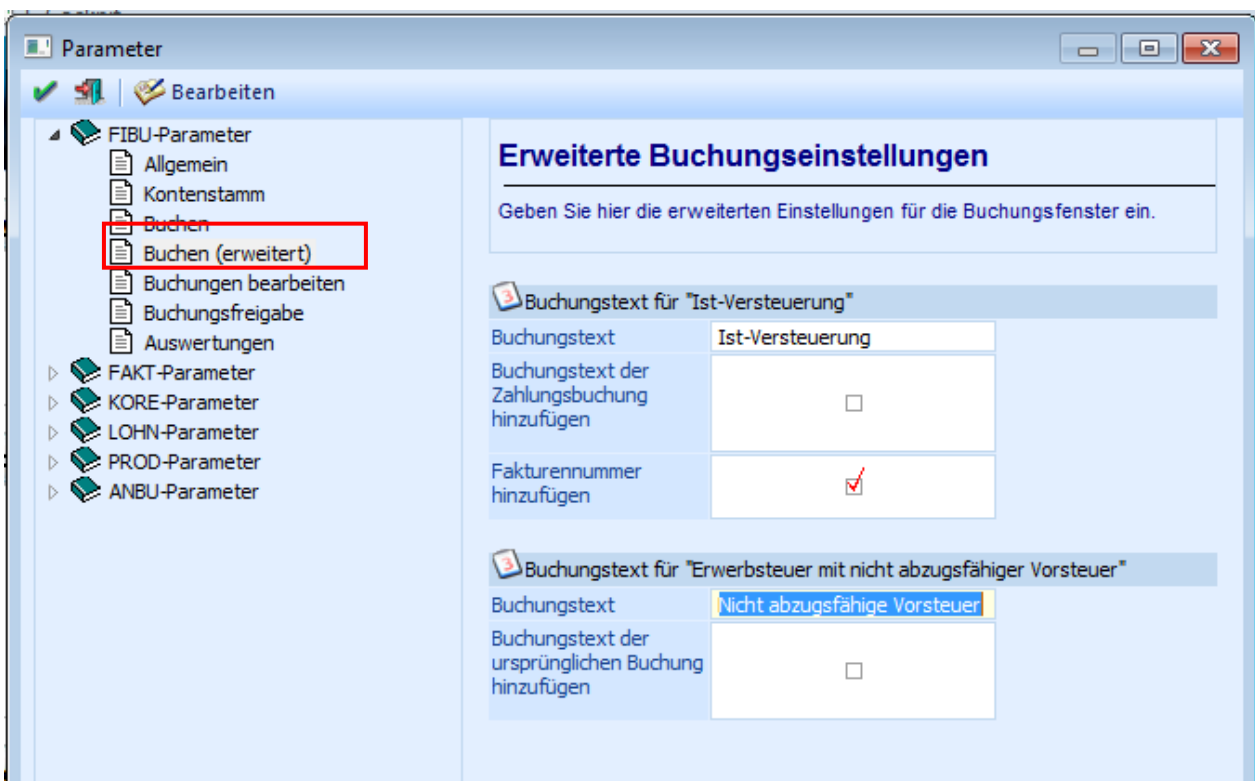 Parameter
Bearbeiten
FIBU-Parameter
Allgemein
Kontenstamm
Buchen
Buchen (erweitert)
Buchungen bearbeiten
Buchungsfreigabe
Auswertungen
FAKT-Parameter
KORE-Parameter
LOHN-Parameter
PROD-Parameter
ANBU-Parameter
Erweiterte Buchungseinstellungen
Geben Sie hier die erweiterten Einstellungen für die Buchungsfenster ein.
Buchungstext für "Ist-Versteuerung"
Buchungstext Ist-Versteuerung
Buchungstext der
Zahlungsbuchung
hinzufügen
Fakturennummer
hinzufügen
Buchungstext für "Erwerbsteuer mit nicht abzugsfähiger Vorsteuer"
Buchungstext Nicht abzugsfähige Vorsteuer
Buchungstext der
ursprünglichen Buchung
hinzufügen